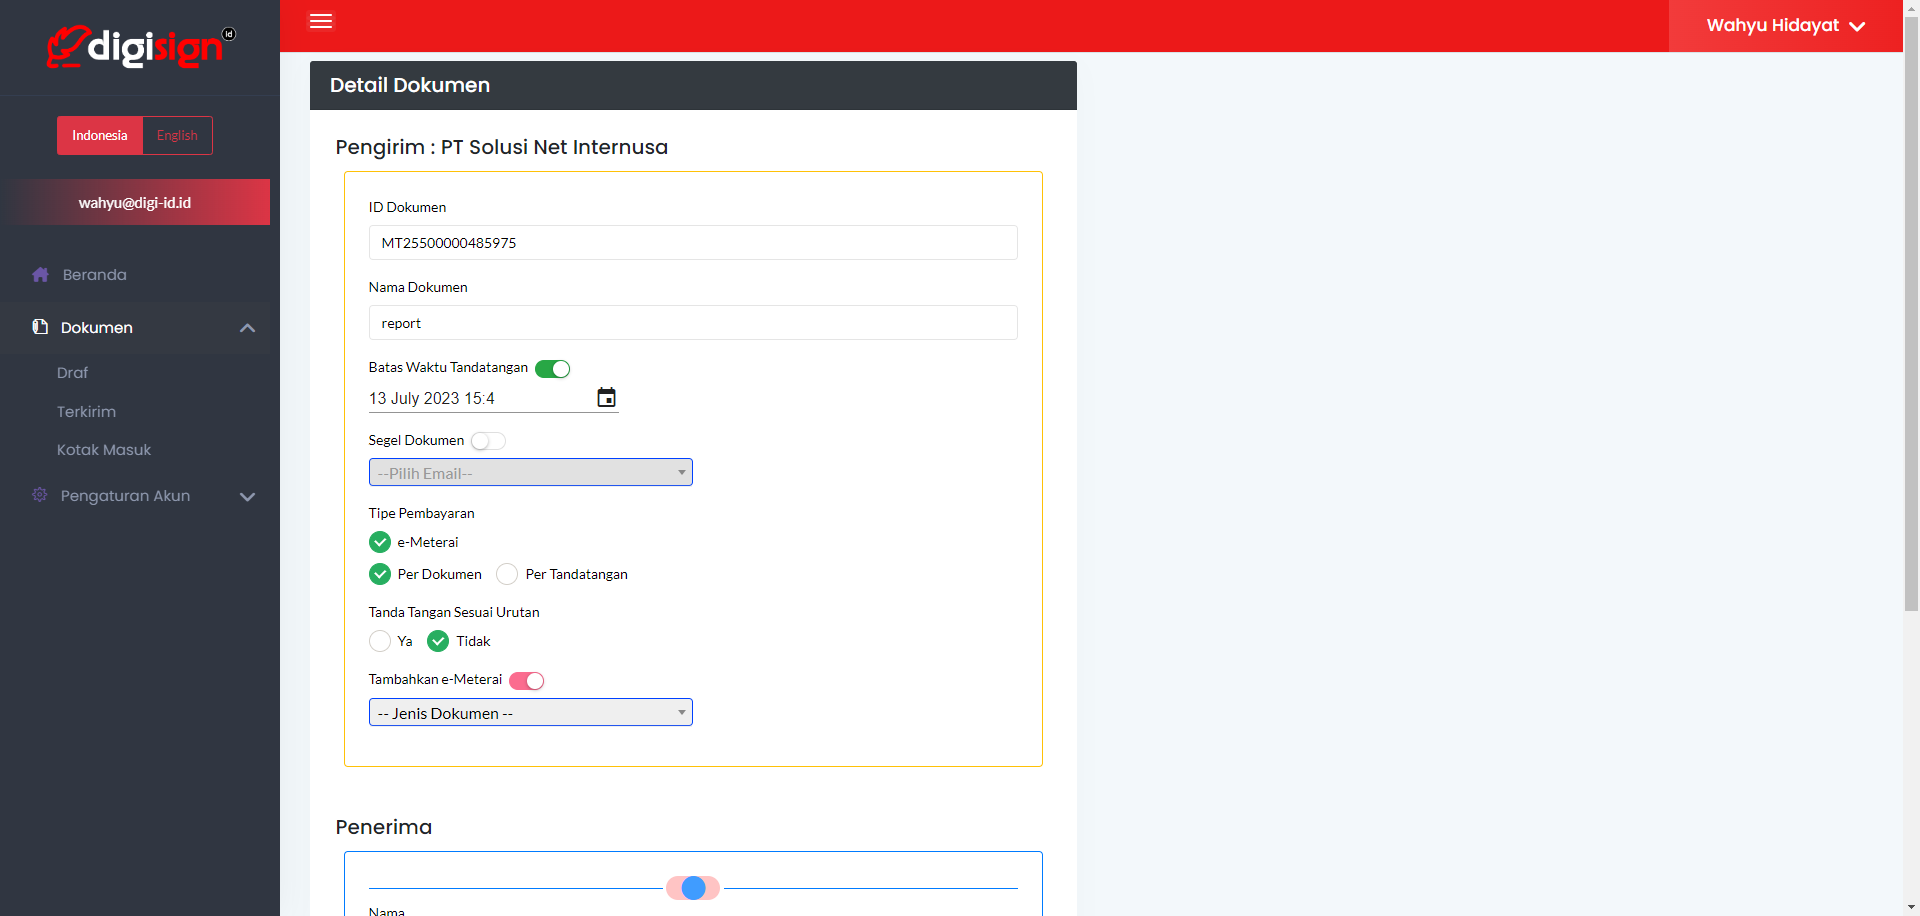 digisign id
Wahyu Hidayat
Indonesia English
wahyu@digi-id.id
Beranda
Dokumen
Draf
Terkirim
Kotak Masuk
Pengaturan Akun
Detail Dokumen
Pengirim : PT Solusi Net Internusa
ID Dokumen
MT25500000485975
Nama Dokumen
report
Batas Waktu Tandatangan
13 July 2023 15:4
Segel Dokumen
--Pilih Email--
Tipe Pembayaran
e-Meterai
Per Dokumen Per Tandatangan
Tanda Tangan Sesuai Urutan
Ya Tidak
Tambahkan e-Meterai
-- Jenis Dokumen --
Penerima
Nama